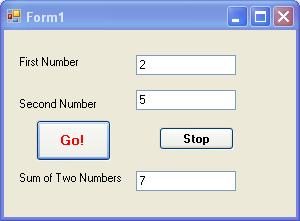 Form1
First Number 2
Second Number 5
Go! Stop
Sum of Two Numbers 7